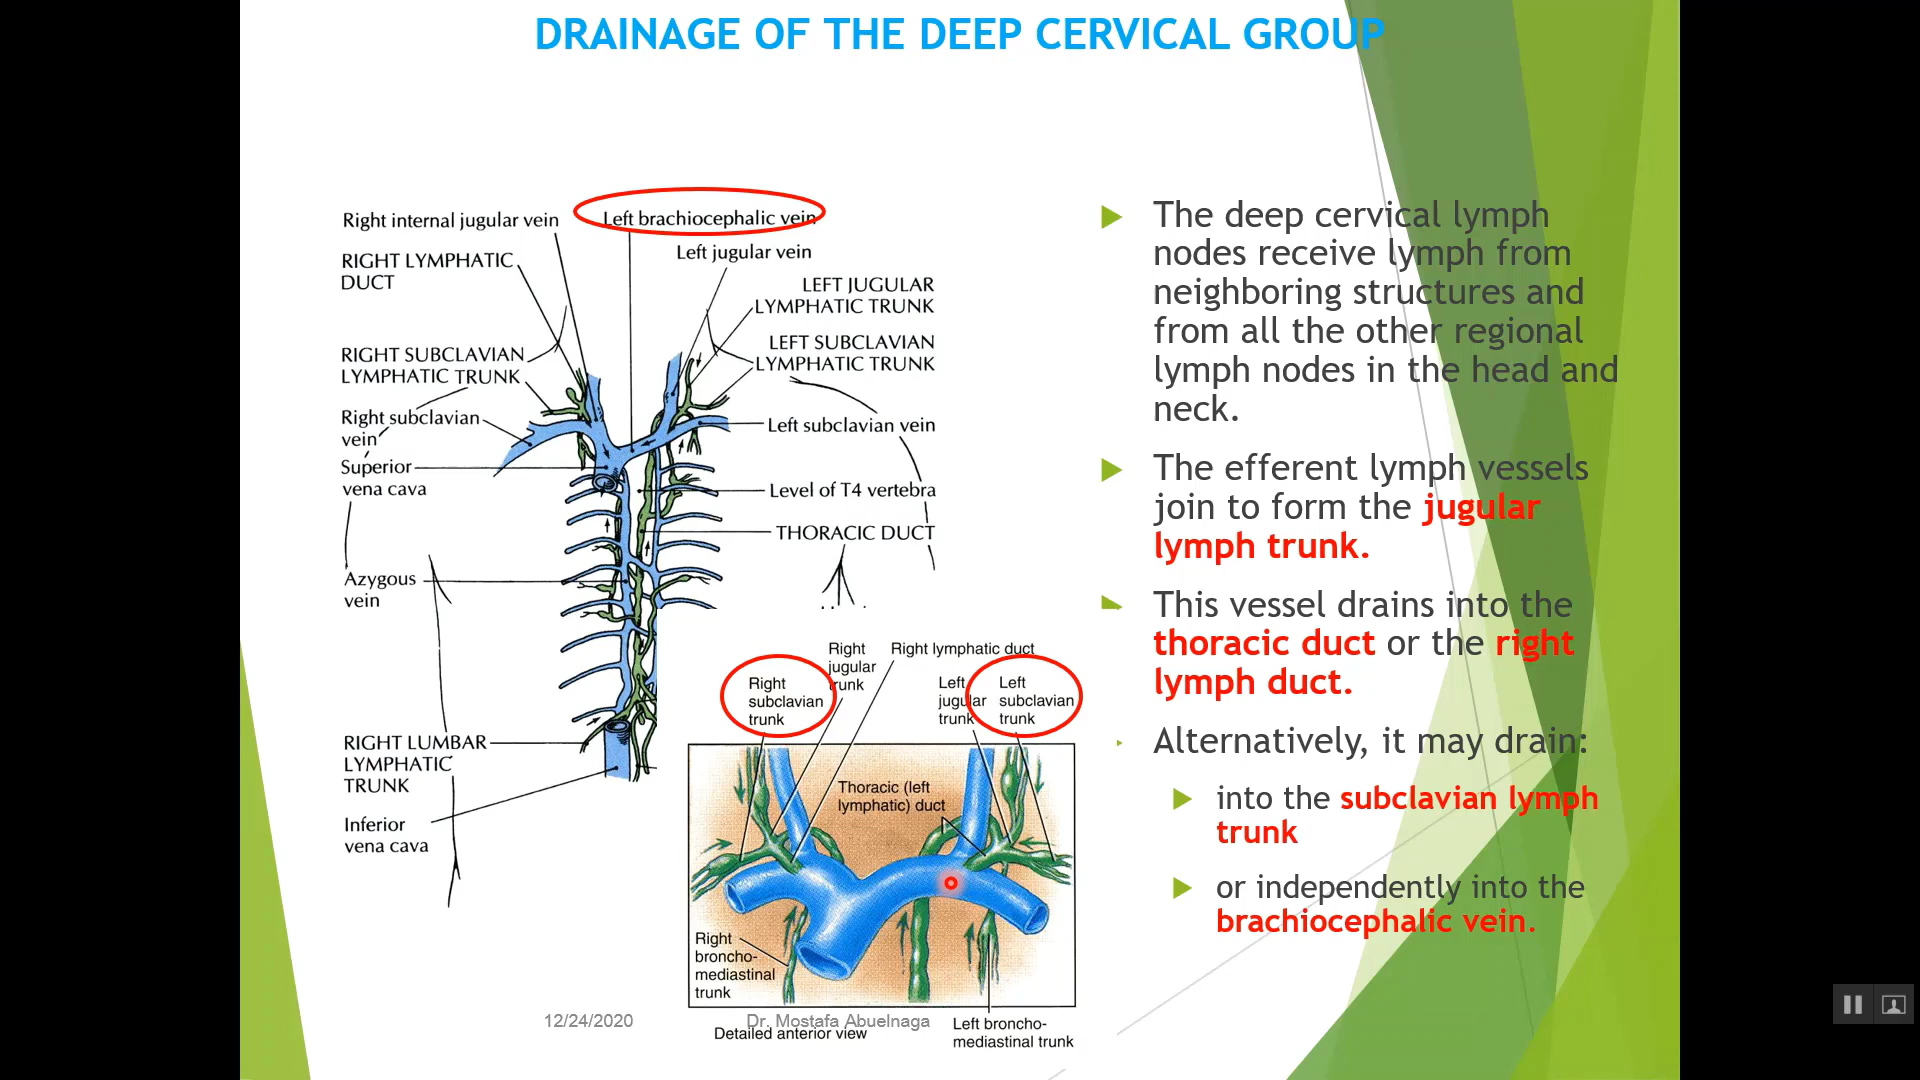 DRAINAGE OF THE DEEP CERVICAL GROUP
Right internal jugular vein
Left brachiocephalic vein
Left jugular vein
RIGHT LYMPHATIC
DUCT
LEFT JUGULAR
LYMPHATIC TRUNK
RIGHT SUBCLAVIAN
LYMPHATIC TRUNK
LEFT SUBCLAVIAN
LYMPHATIC TRUNK
Right subclavian
vein
Left subclavian vein
Superior
vena cava
Level of T4 vertebra
THORACIC DUCT
Azygous
vein
RIGHT LUMBAR
LYMPHATIC
TRUNK
Inferior
vena cava
Right
jugular
trunk
Right lymphatic duct
Right
subclavian
trunk
Left
jugular
trunk
Left
subclavian
trunk
Thoracic (left
lymphatic) duct
Right
broncho-
mediastinal
trunk
Left broncho-
mediastinal trunk
Detailed anterior view
The deep cervical lymph
nodes receive lymph from
neighboring structures and
from all the other regional
lymph nodes in the head and
neck.
The efferent lymph vessels
join to form the jugular
lymph trunk.
This vessel drains into the
thoracic duct or the right
lymph duct.
Alternatively, it may drain:
into the subclavian lymph
trunk
or independently into the
brachiocephalic vein.
12/24/2020
Dr. Mostafa Abuelnaga